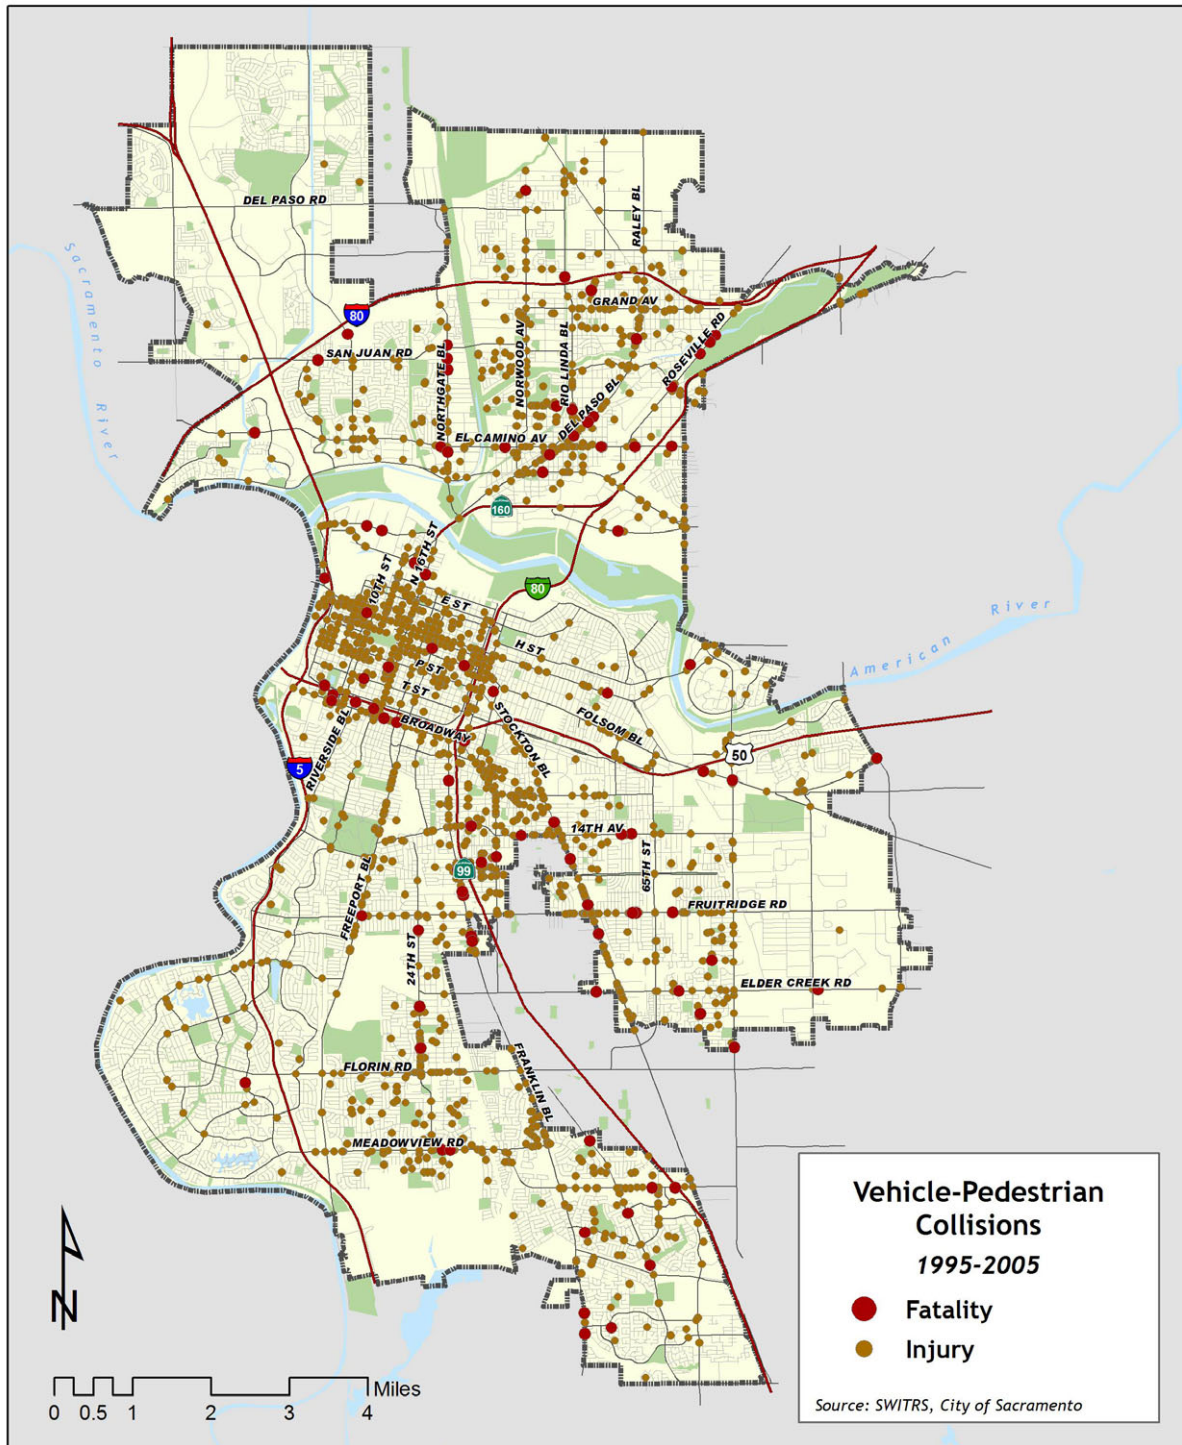 DEL PASO RD
RALEY BL
Sacramento River
80
GRAND AV
SAN JUAN RD
NORTHGATE BL
NORWOOD AV
RIO LINDA BL
DEL PASO BL
ROSEVILLE RD
EL CAMINO AV
160
N 16TH ST
10TH ST
80
E ST
H ST
American River
P ST
T ST
BROADWAY
STOCKTON BL
FOLSOM BL
50
RIVERSIDE BL
5
14TH AV
65TH ST
99
FREEPORT BL
FRUITRIDGE RD
24TH ST
ELDER CREEK RD
FLORIN RD
FRANKLIN BL
MEADOWVIEW RD
N
0 0.5 1 2 3 4
Miles
Vehicle-Pedestrian
Collisions
1995-2005
Fatality
Injury
Source: SWITRS, City of Sacramento